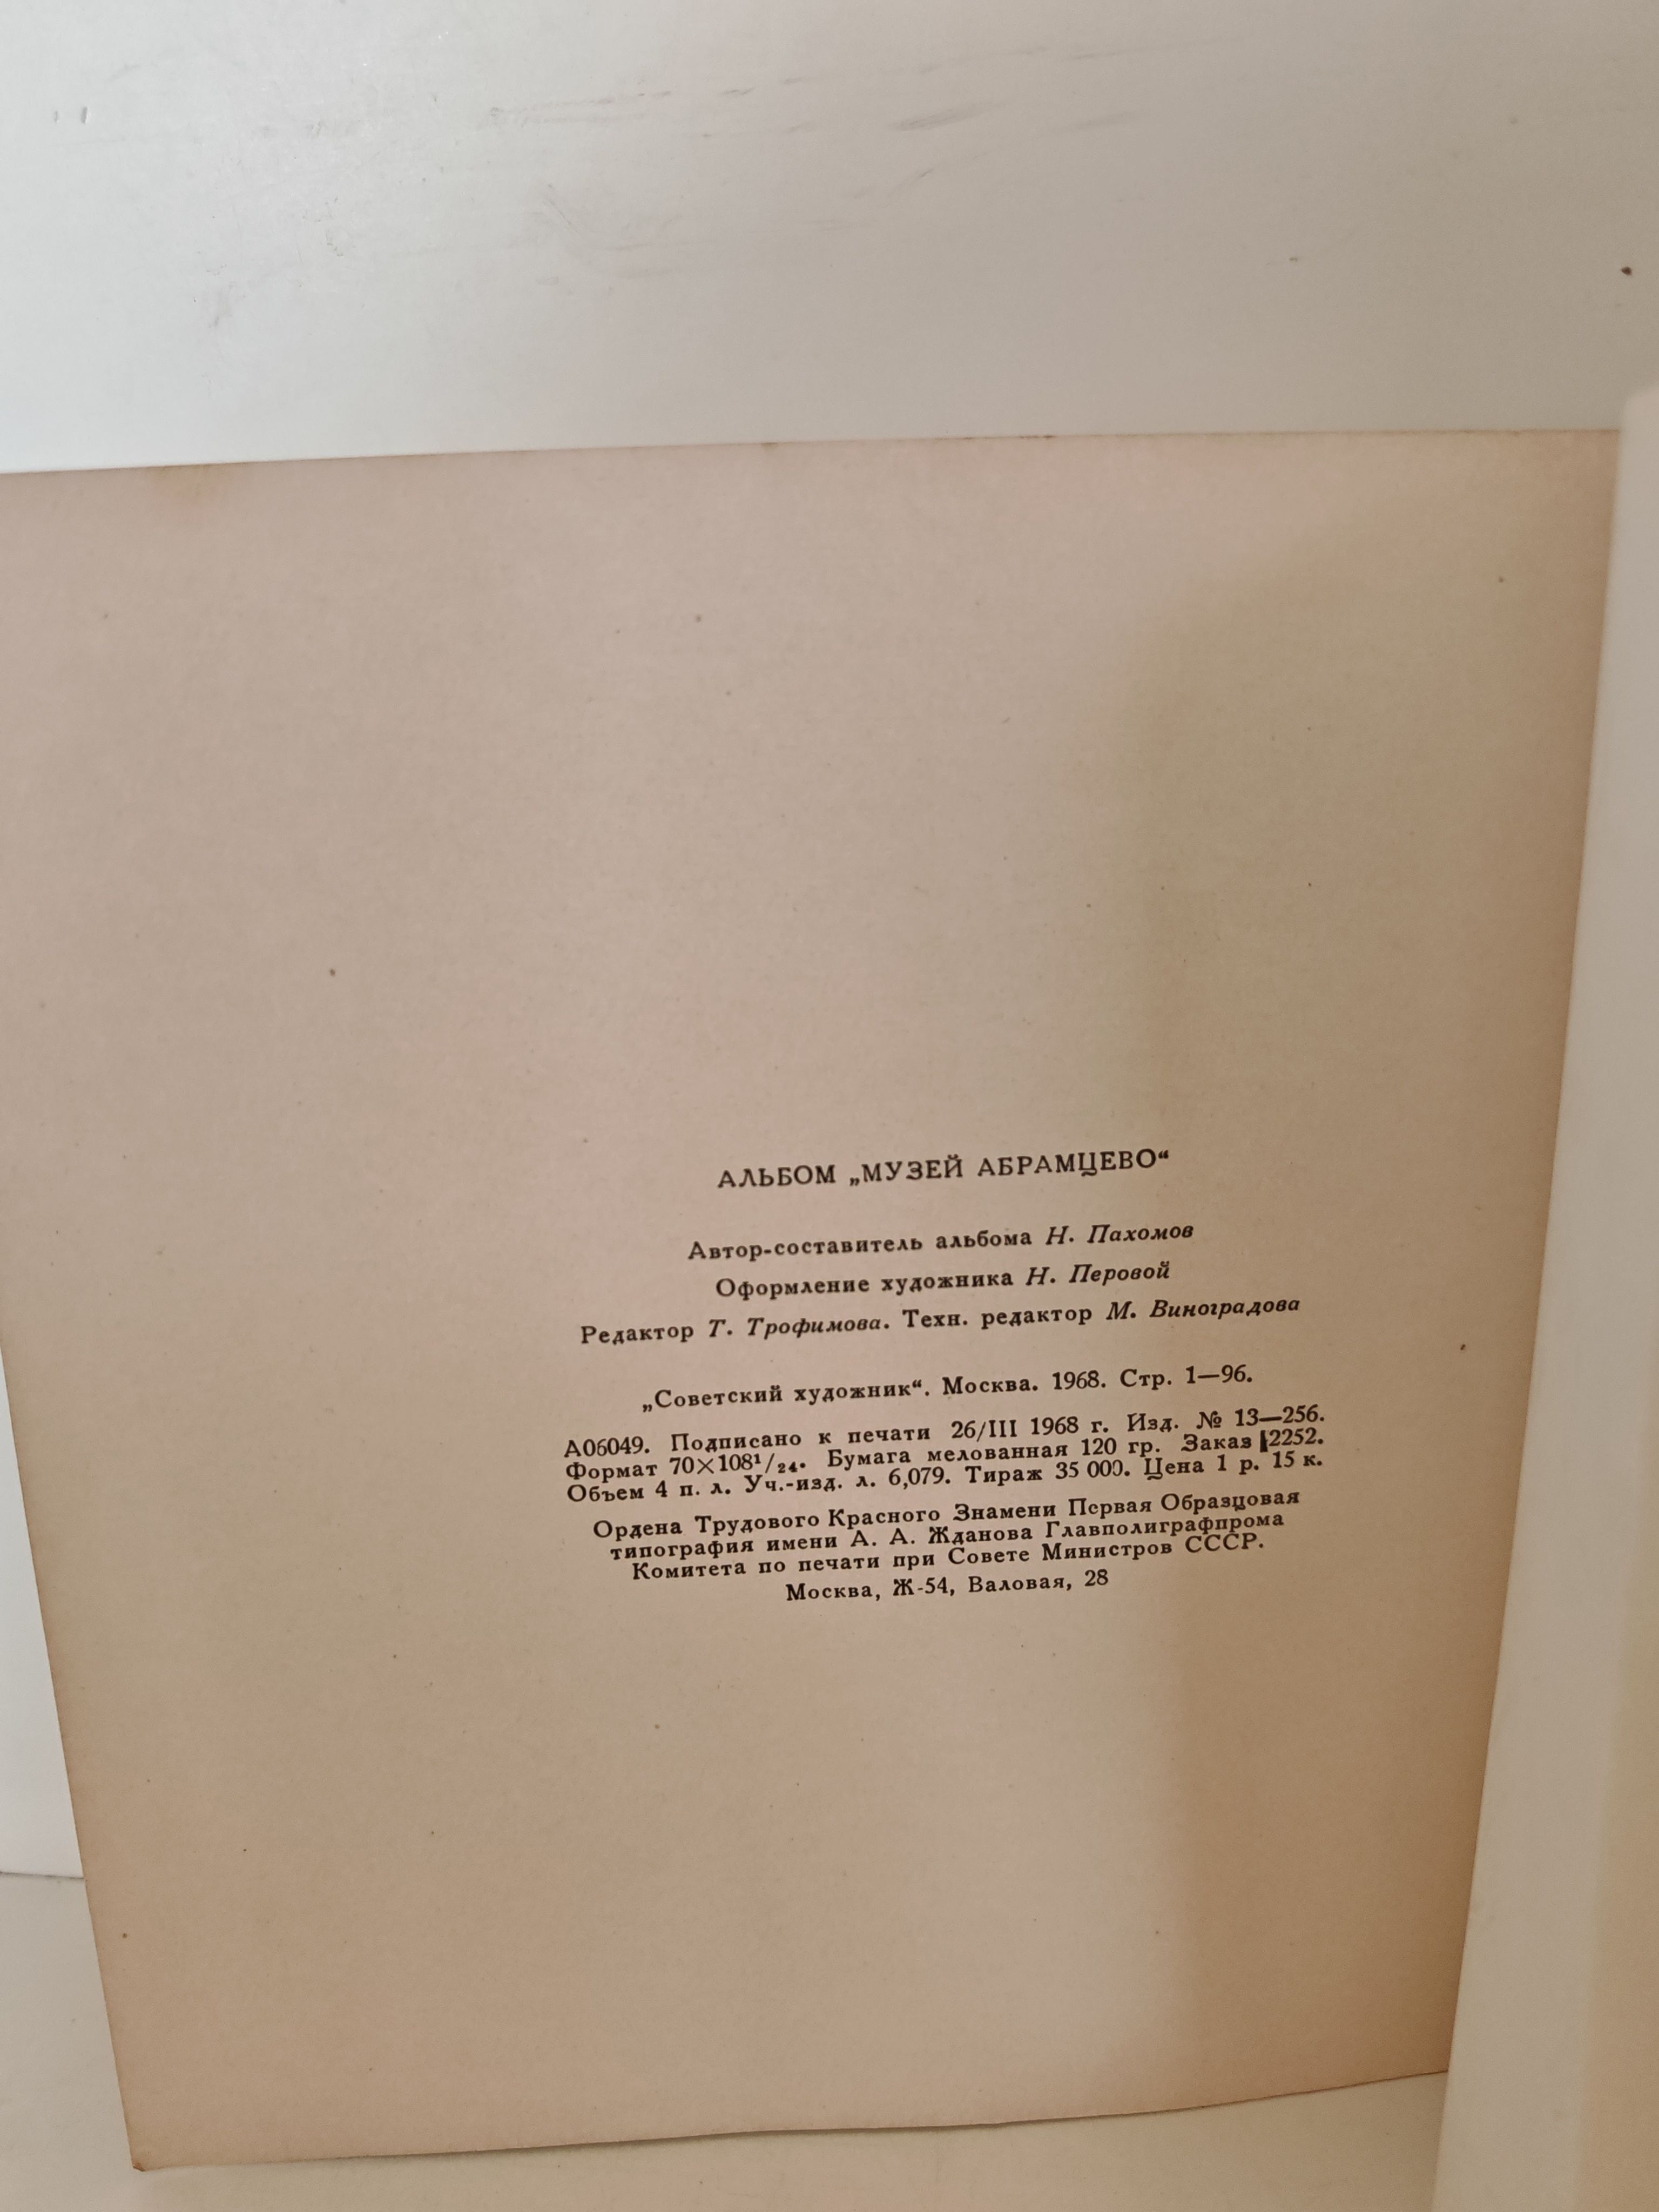 АЛЬБОМ „МУЗЕЙ АБРАМЦЕВО“
Автор-составитель альбома Н. Пахомов
Оформление художника Н. Перовой
Редактор Т. Трофимова. Техн. редактор М. Виноградова
„Советский художник“. Москва. 1968. Стр. 1—96.
А06049. Подписано к печати 26/III 1968 г. Изд. № 13—256.
Формат 70×108¹/₂₄. Бумага мелованная 120 гр. Заказ 2252.
Объем 4 п. л. Уч.-изд. л. 6,079. Тираж 35 000. Цена 1 р. 15 к.
Ордена Трудового Красного Знамени Первая Образцовая
типография имени А. А. Жданова Главполиграфпрома
Комитета по печати при Совете Министров СССР.
Москва, Ж-54, Валовая, 28